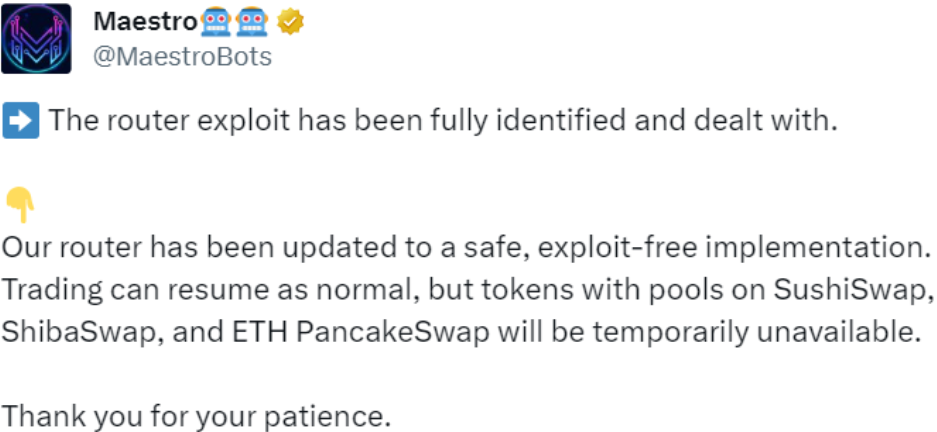 Maestro🤖🤖
@MaestroBots
➡️ The router exploit has been fully identified and dealt with.
👇
Our router has been updated to a safe, exploit-free implementation.
Trading can resume as normal, but tokens with pools on SushiSwap,
ShibaSwap, and ETH PancakeSwap will be temporarily unavailable.
Thank you for your patience.